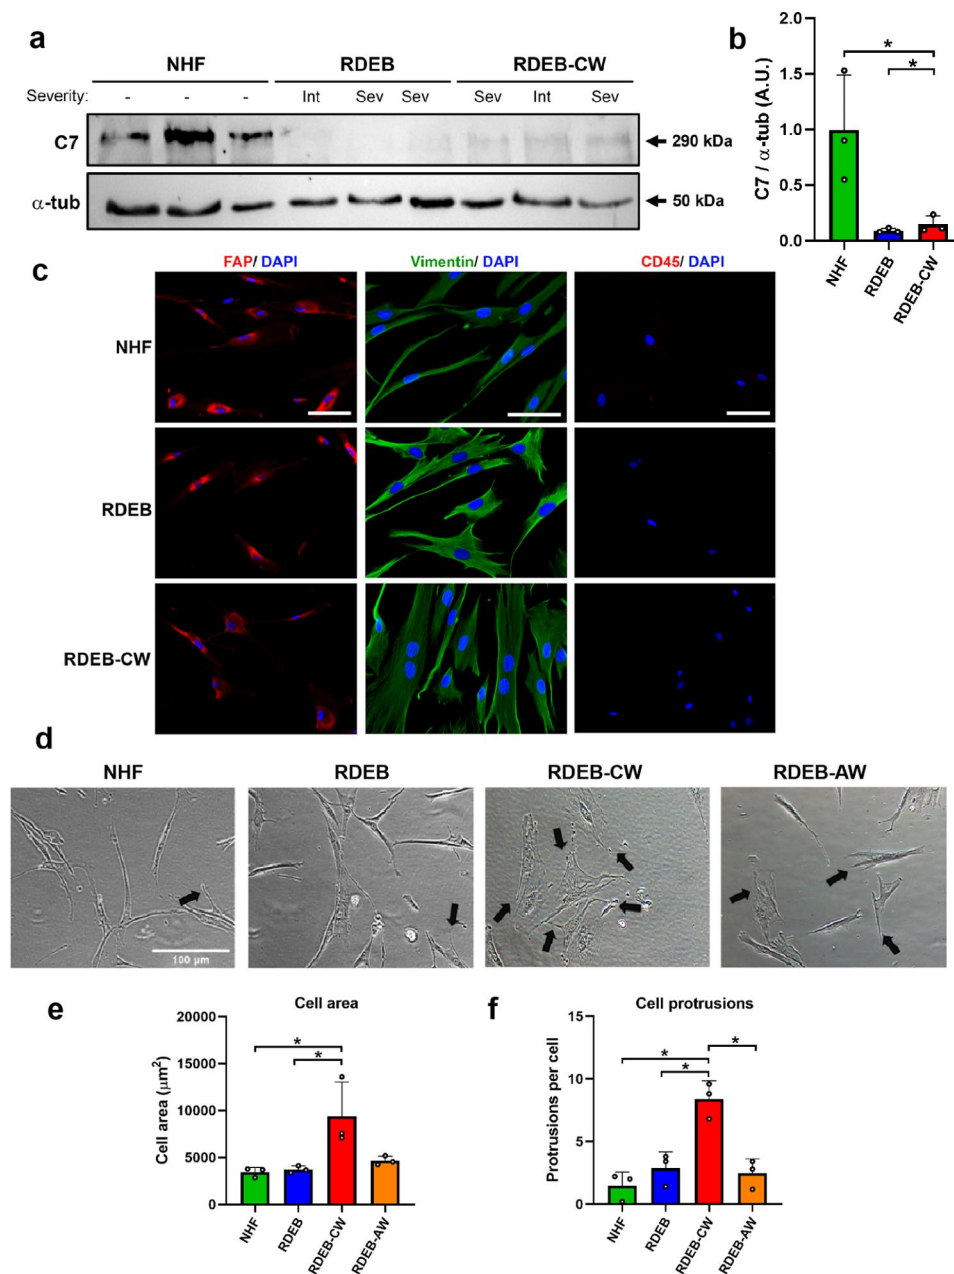 a
NHF RDEB RDEB-CW
Severity: - - - Int Sev Sev Sev Int Sev
C7 290 kDa
α-tub 50 kDa
b
C7 / α-tub (A.U.)
2.0
1.5
1.0
0.5
0.0
* *
NHF RDEB RDEB-CW
c
FAP/ DAPI Vimentin/ DAPI CD45/ DAPI
NHF
RDEB
RDEB-CW
d
NHF RDEB RDEB-CW RDEB-AW
100 µm
e
Cell area
Cell area (µm²)
20000
15000
10000
5000
0
* *
NHF RDEB RDEB-CW RDEB-AW
f
Cell protrusions
Protrusions per cell
15
10
5
0
* * *
NHF RDEB RDEB-CW RDEB-AW